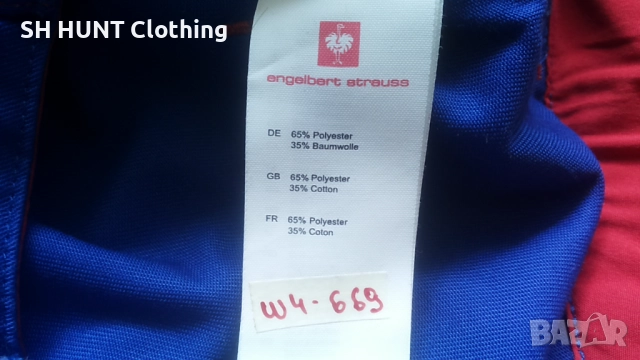 SH HUNT Clothing
engelbert strauss
DE 65% Polyester
35% Baumwolle
GB 65% Polyester
35% Cotton
FR 65% Polyester
35% Coton
W4-669
BAZAR